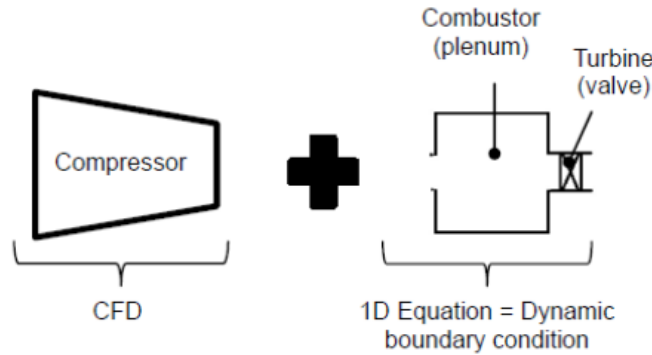 Combustor
(plenum)
Turbine
(valve)
Compressor
CFD
1D Equation = Dynamic
boundary condition